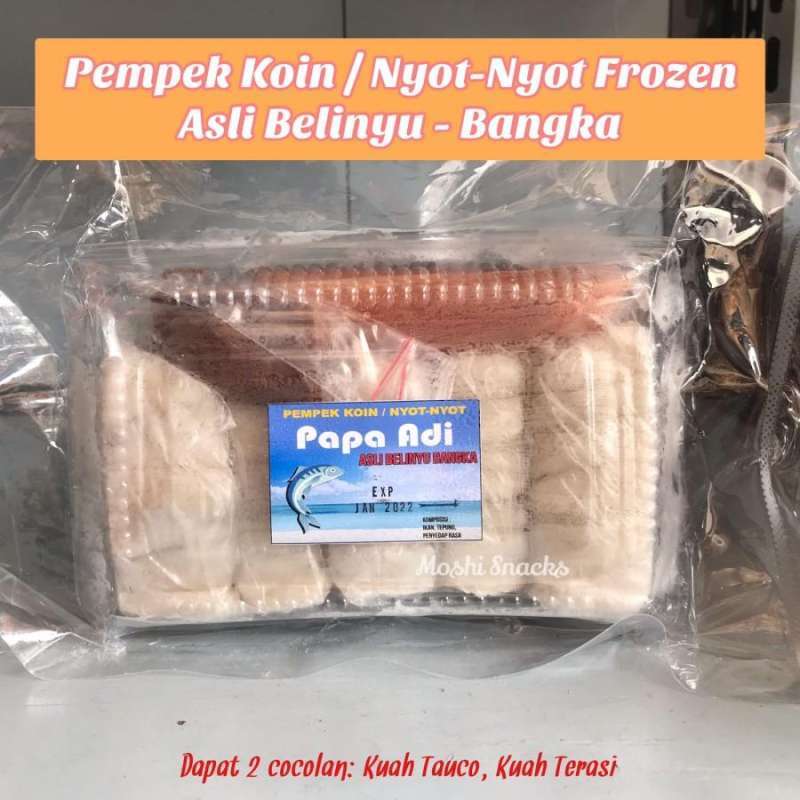 Pempek Koin / Nyot-Nyot Frozen
Asli Belinyu - Bangka
PEMPEK KOIN / NYOT-NYOT
Papa Adi
ASLI BELINYU BANGKA
EXP
JAN 2022
KOMPOSISI
IKAN, TEPUNG,
PENYEDAP RASA
Moshi Snacks
Dapat 2 cocolan: Kuah Tauco, Kuah Terasi